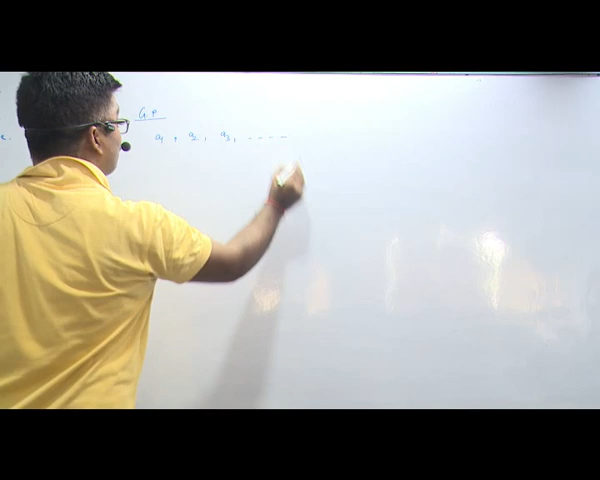 G.P
a₁, a₂, a₃, ----